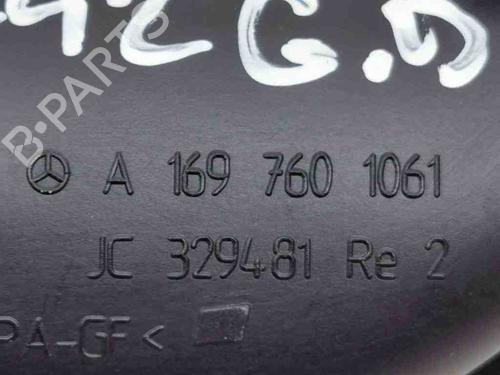 G.D
B-PARTS
A 169 760 1061
JC 329481 Re 2
PA-GF<